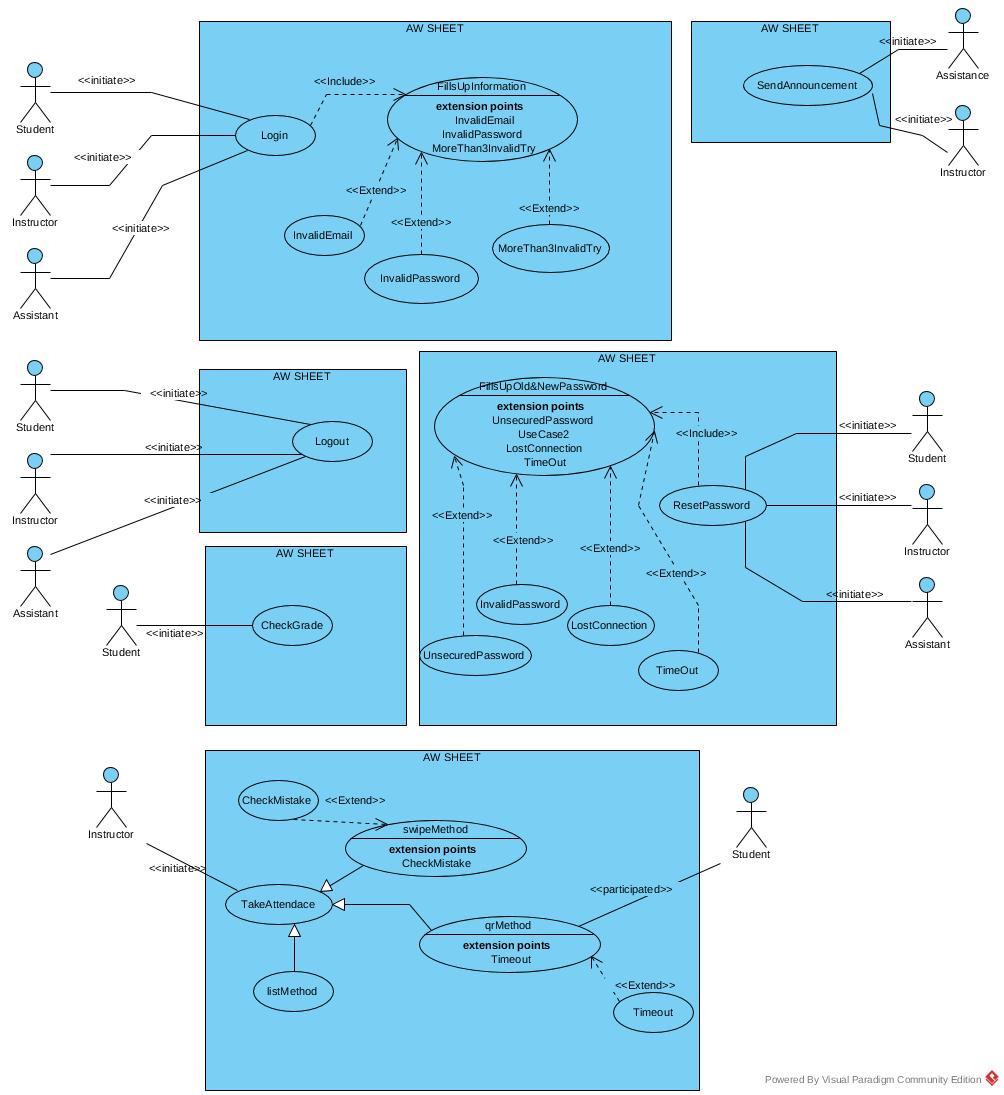 AW SHEET
<<initiate>>
Student
<<initiate>>
Instructor
<<initiate>>
Assistant
Login
<<Include>>
FillsUpInformation
extension points
InvalidEmail
InvalidPassword
MoreThan3InvalidTry
<<Extend>>
<<Extend>>
<<Extend>>
InvalidEmail
InvalidPassword
MoreThan3InvalidTry
AW SHEET
SendAnnouncement
<<initiate>>
Assistance
<<initiate>>
Instructor
AW SHEET
<<initiate>>
Student
<<initiate>>
Instructor
<<initiate>>
Assistant
Logout
AW SHEET
FillsUpOld&NewPassword
extension points
UnsecuredPassword
UseCase2
LostConnection
TimeOut
<<Include>>
ResetPassword
<<initiate>>
Student
<<initiate>>
Instructor
<<initiate>>
Assistant
<<Extend>>
<<Extend>>
<<Extend>>
<<Extend>>
InvalidPassword
LostConnection
UnsecuredPassword
TimeOut
AW SHEET
Student
<<initiate>>
CheckGrade
AW SHEET
Instructor
<<initiate>>
CheckMistake
<<Extend>>
swipeMethod
extension points
CheckMistake
TakeAttendace
listMethod
qrMethod
extension points
Timeout
<<participated>>
Student
<<Extend>>
Timeout
Powered By Visual Paradigm Community Edition